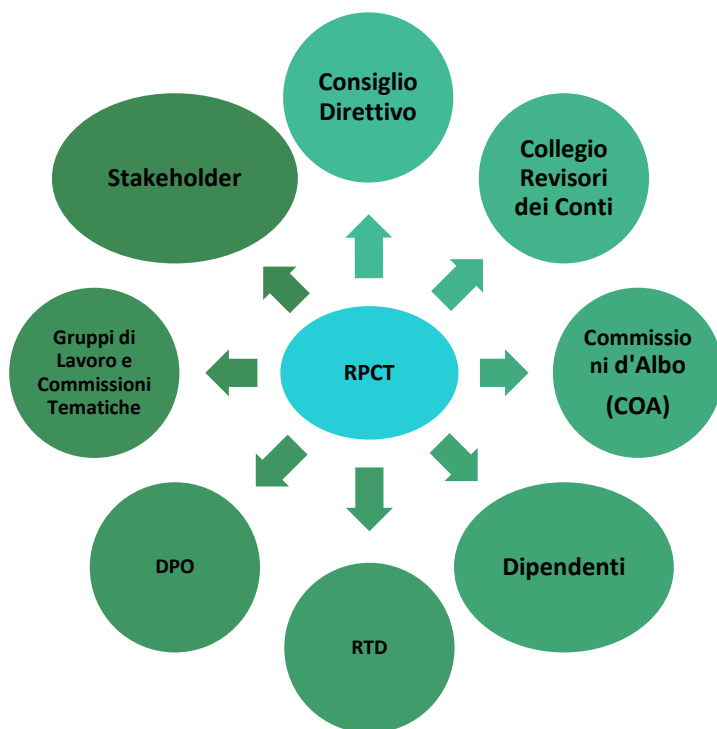 Consiglio
Direttivo
Collegio
Revisori
dei Conti
Stakeholder
Gruppi di
Lavoro e
Commissioni
Tematiche
RPCT
Commissio
ni d'Albo
(COA)
DPO
Dipendenti
RTD